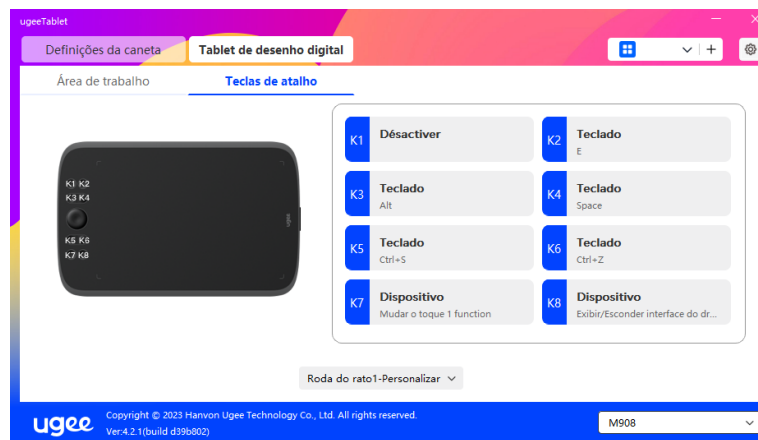 ugeeTablet
Definições da caneta
Tablet de desenho digital
Área de trabalho
Teclas de atalho
K1 K2
K3 K4
K5 K6
K7 K8
ugee
K1
Désactiver
K2
Teclado
E
K3
Teclado
Alt
K4
Teclado
Space
K5
Teclado
Ctrl+S
K6
Teclado
Ctrl+Z
K7
Dispositivo
Mudar o toque 1 function
K8
Dispositivo
Exibir/Esconder interface do dr...
Roda do rato1-Personalizar
ugee
Copyright © 2023 Hanvon Ugee Technology Co., Ltd. All rights reserved.
Ver:4.2.1(build d39b802)
M908